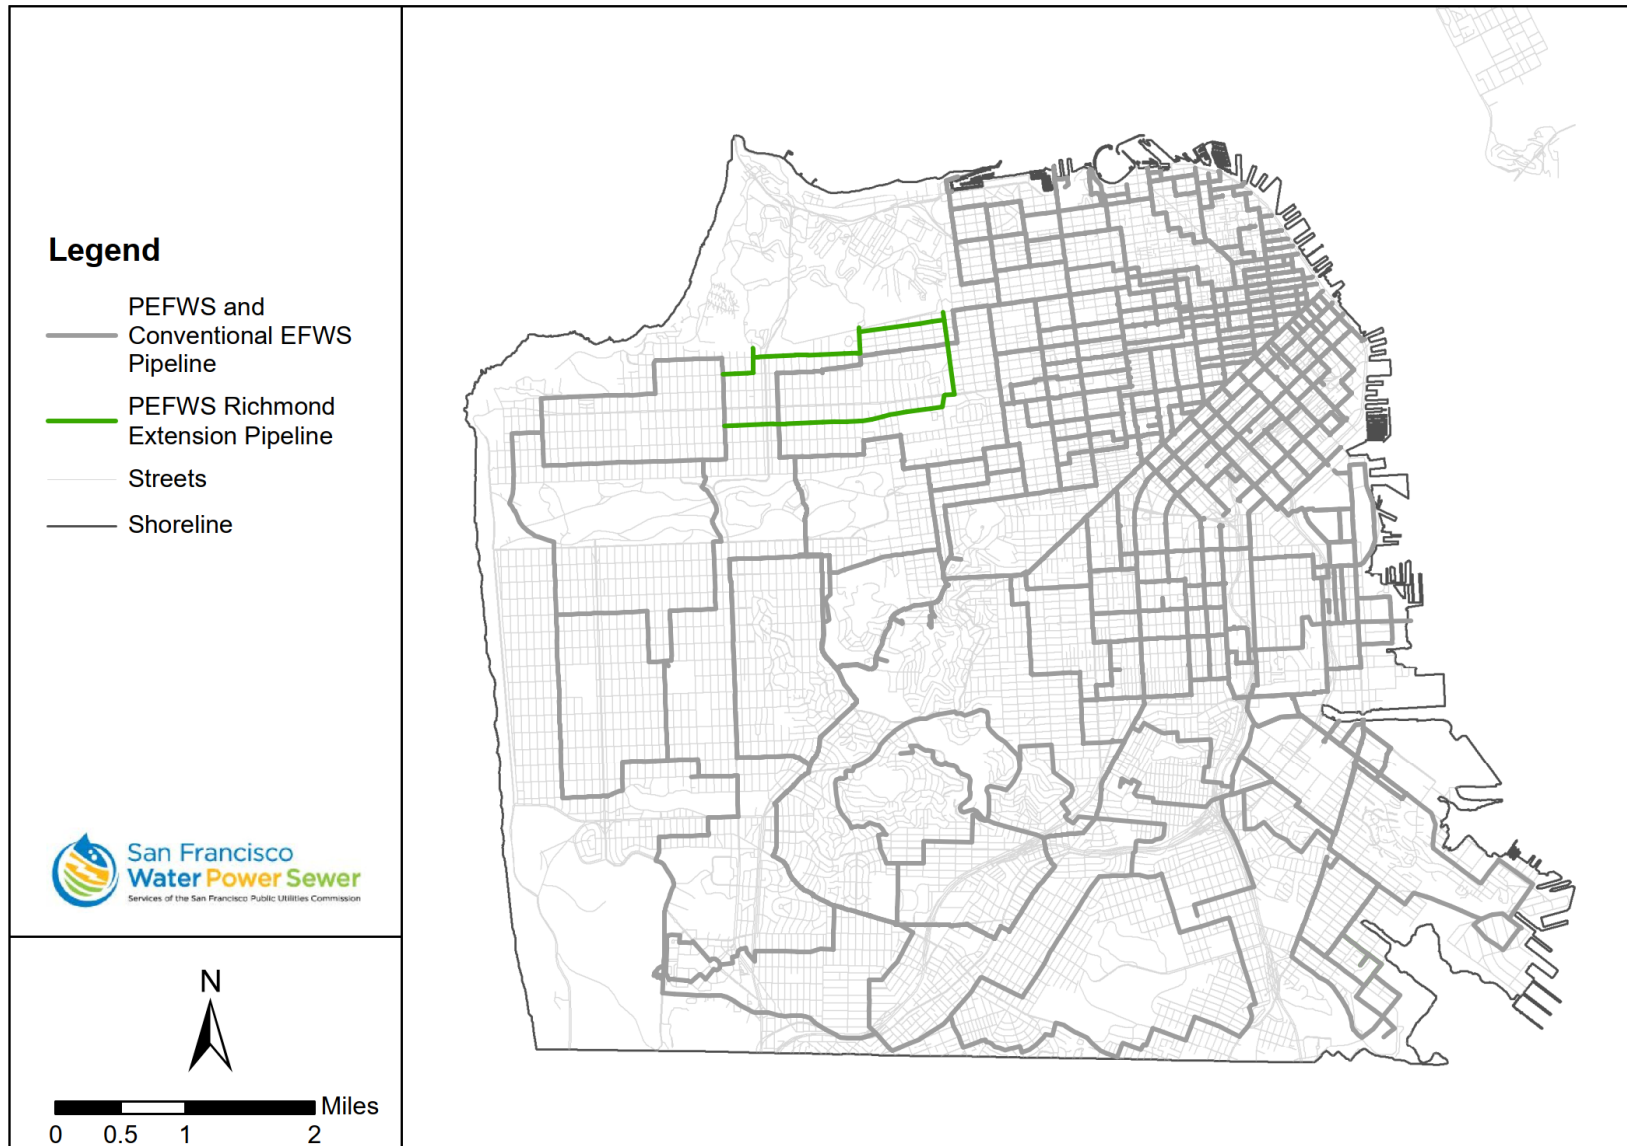 Legend
PEFWS and
Conventional EFWS
Pipeline
PEFWS Richmond
Extension Pipeline
Streets
Shoreline
San Francisco
Water Power Sewer
Services of the San Francisco Public Utilities Commission
N
Miles
0 0.5 1 2